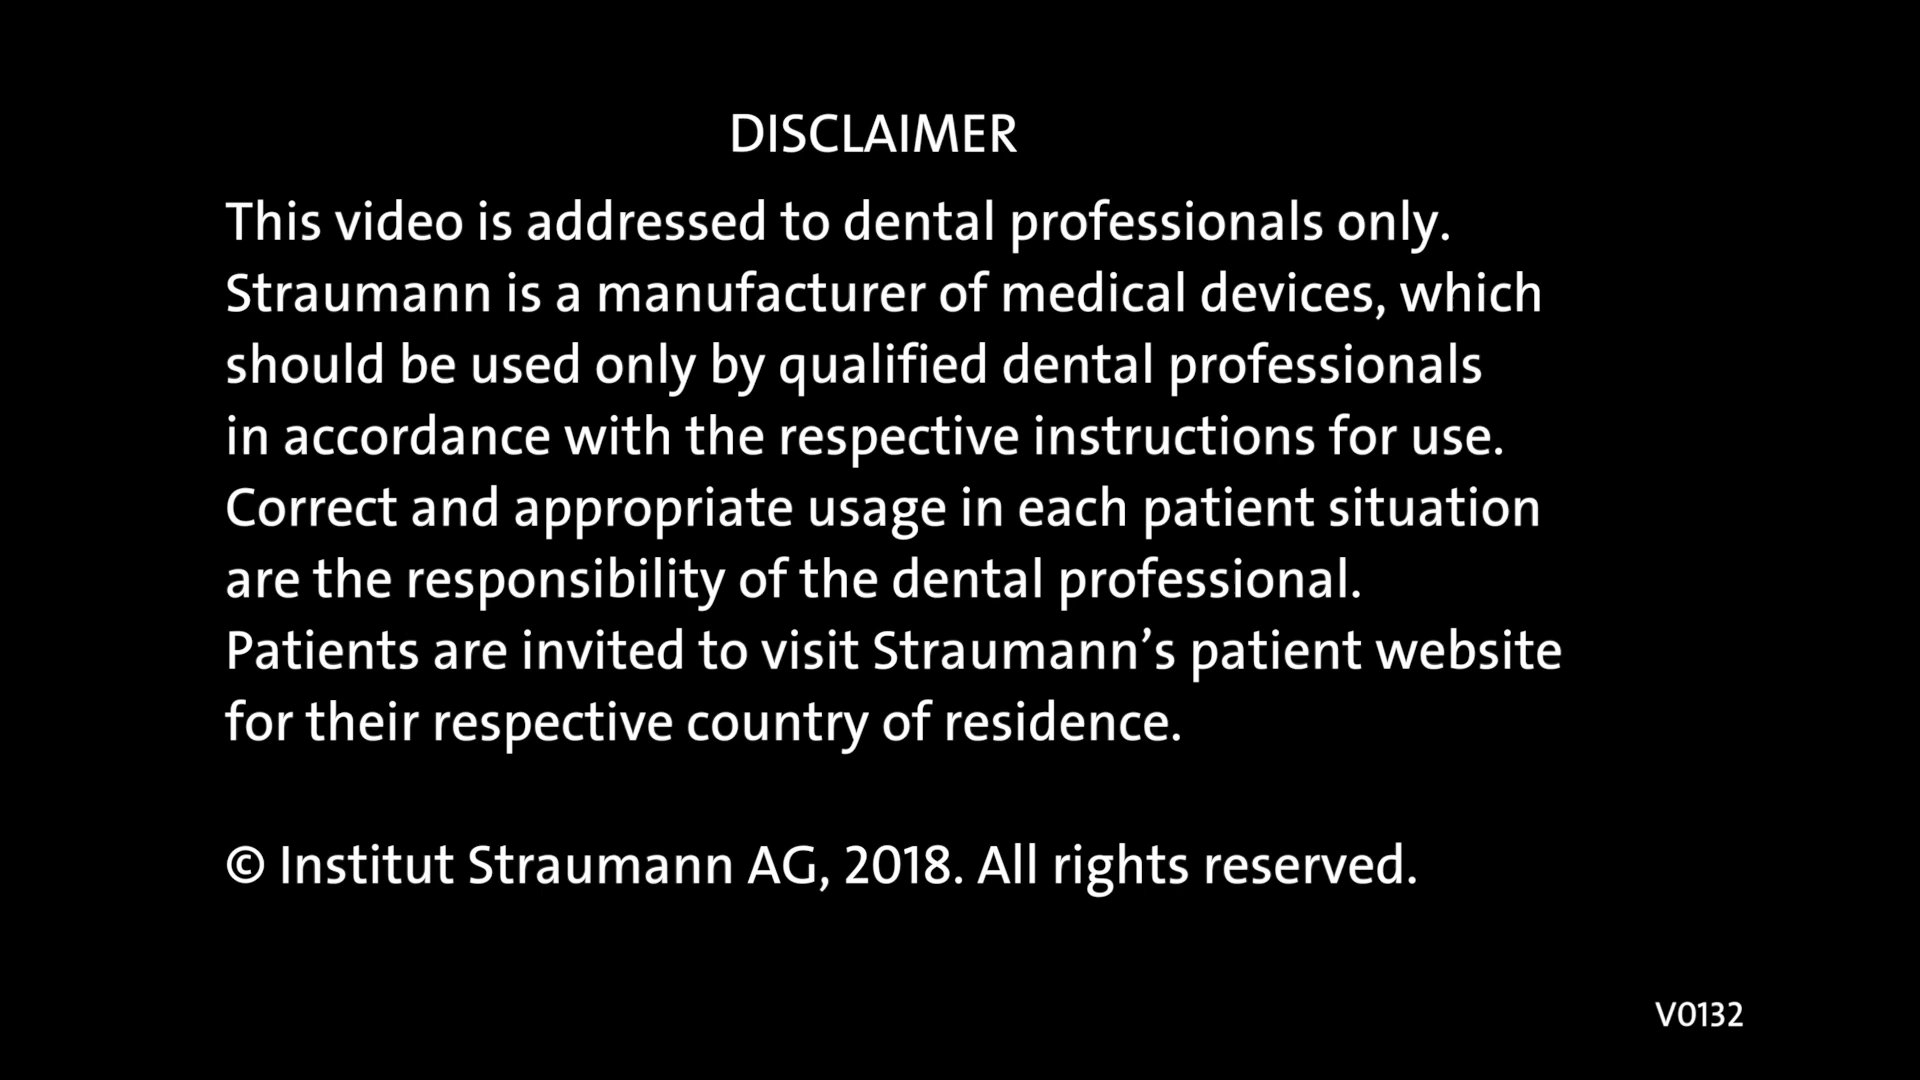 DISCLAIMER
This video is addressed to dental professionals only.
Straumann is a manufacturer of medical devices, which
should be used only by qualified dental professionals
in accordance with the respective instructions for use.
Correct and appropriate usage in each patient situation
are the responsibility of the dental professional.
Patients are invited to visit Straumann’s patient website
for their respective country of residence.
© Institut Straumann AG, 2018. All rights reserved.
V0132